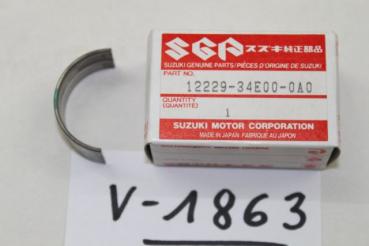 SGP スズキ純正部品
SUZUKI GENUINE PARTS/PIÈCES D'ORIGINE DE SUZUKI
PART NO.
12229-34E00-0A0
QUANTITY
(QUANTITÉ)
1
SUZUKI MOTOR CORPORATION
MADE IN JAPAN FABRIQUÉ AU JAPON
V-1863